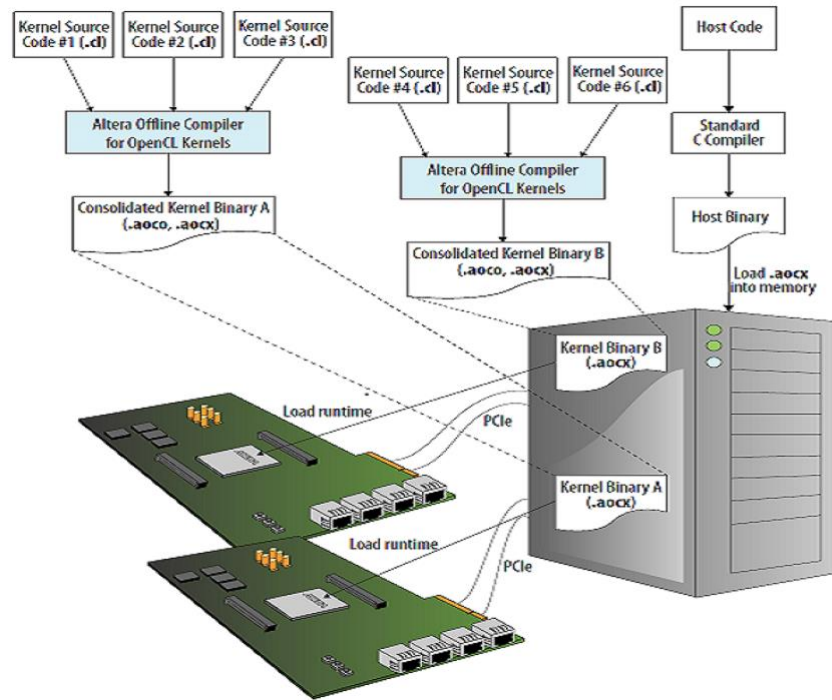 Kernel Source
Code #1 (.cl)
Kernel Source
Code #2 (.cl)
Kernel Source
Code #3 (.cl)
Altera Offline Compiler
for OpenCL Kernels
Consolidated Kernel Binary A
(.aoco, .aocx)
Kernel Source
Code #4 (.cl)
Kernel Source
Code #5 (.cl)
Kernel Source
Code #6 (.cl)
Altera Offline Compiler
for OpenCL Kernels
Consolidated Kernel Binary B
(.aoco, .aocx)
Host Code
Standard
C Compiler
Host Binary
Load .aocx
into memory
Kernel Binary B
(.aocx)
Load runtime
PCIe
Kernel Binary A
(.aocx)
Load runtime
PCIe